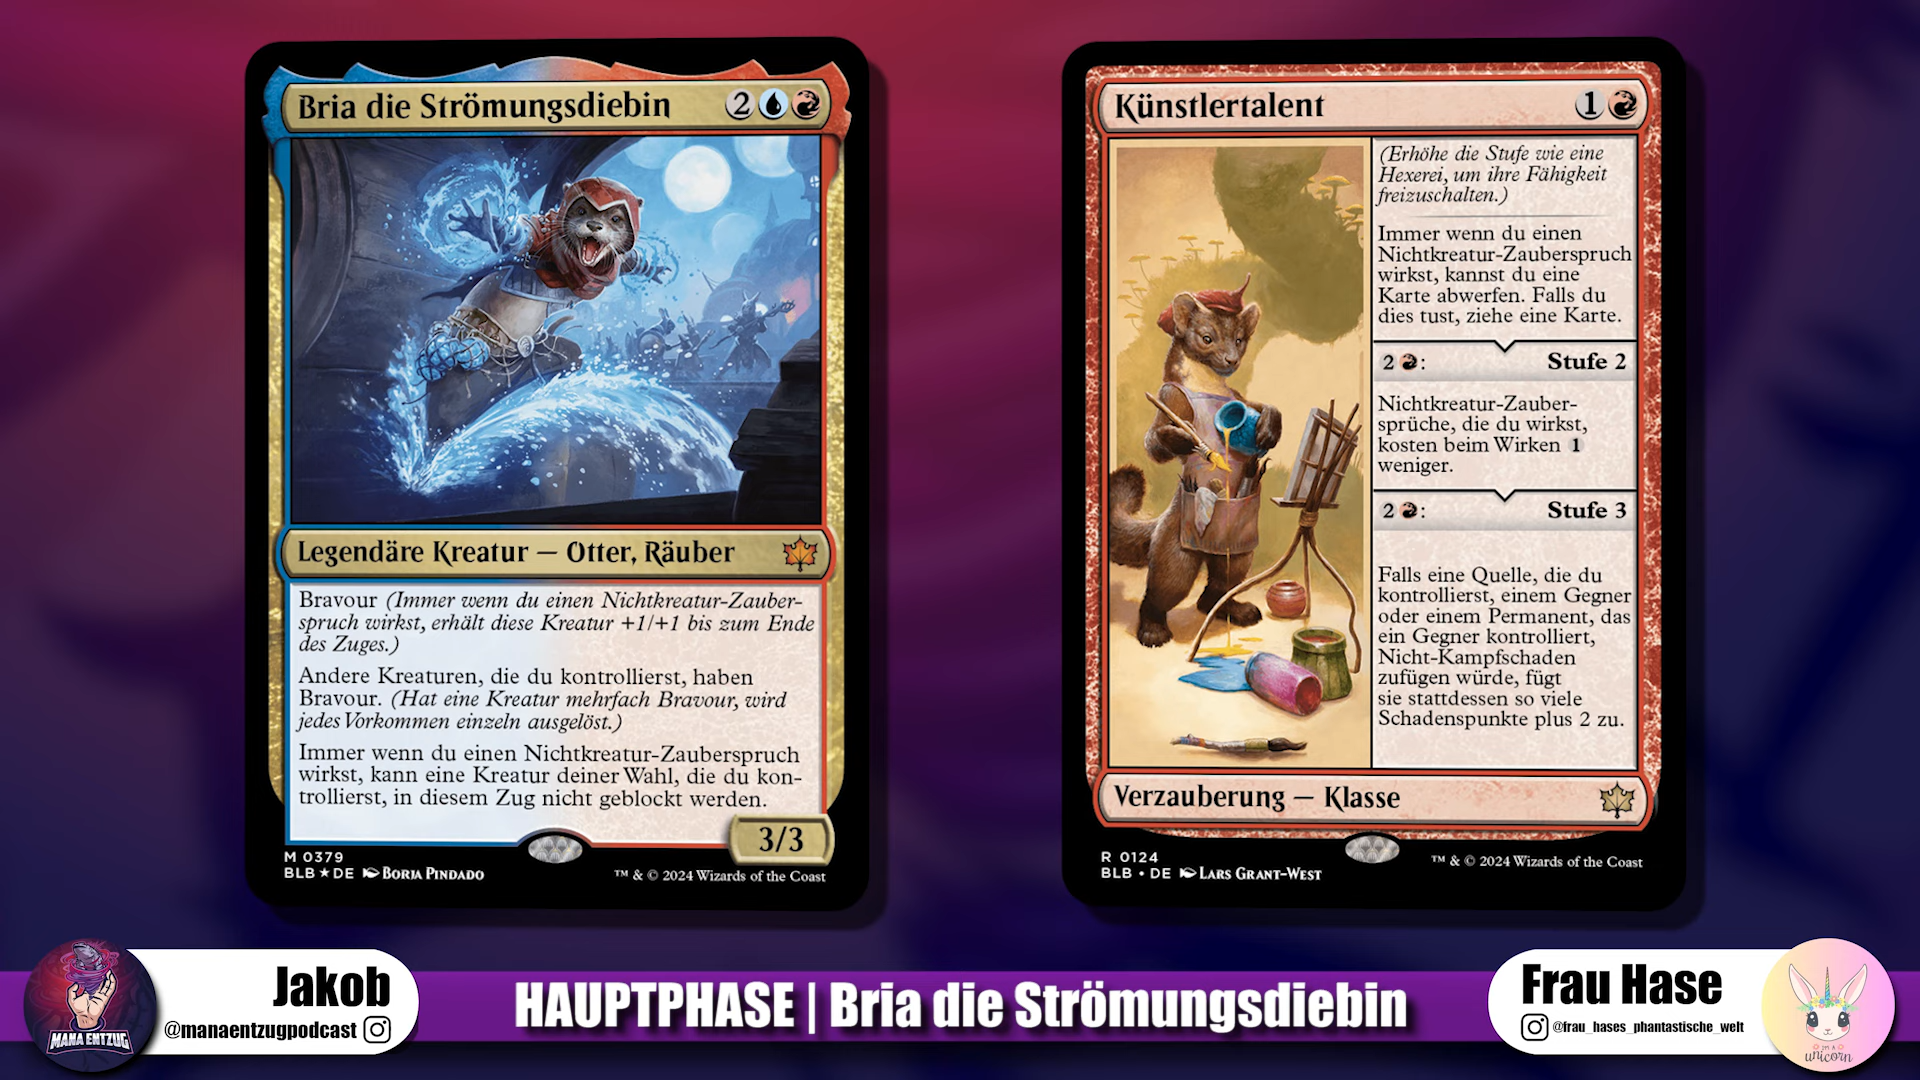 Bria die Strömungsdiebin 2
Legendäre Kreatur — Otter, Räuber
Bravour (Immer wenn du einen Nichtkreatur-Zauber-
spruch wirkst, erhält diese Kreatur +1/+1 bis zum Ende
des Zuges.)
Andere Kreaturen, die du kontrollierst, haben
Bravour. (Hat eine Kreatur mehrfach Bravour, wird
jedes Vorkommen einzeln ausgelöst.)
Immer wenn du einen Nichtkreatur-Zauberspruch
wirkst, kann eine Kreatur deiner Wahl, die du kon-
trollierst, in diesem Zug nicht geblockt werden.
3/3
M 0379
BLB ★ DE Borja Pindado
™ & © 2024 Wizards of the Coast
Künstlertalent 1
(Erhöhe die Stufe wie eine
Hexerei, um ihre Fähigkeit
freizuschalten.)
Immer wenn du einen
Nichtkreatur-Zauberspruch
wirkst, kannst du eine
Karte abwerfen. Falls du
dies tust, ziehe eine Karte.
2 : Stufe 2
Nichtkreatur-Zauber-
sprüche, die du wirkst,
kosten beim Wirken 1
weniger.
2 : Stufe 3
Falls eine Quelle, die du
kontrollierst, einem Gegner
oder einem Permanent, das
ein Gegner kontrolliert,
Nicht-Kampfschaden
zufügen würde, fügt
sie stattdessen so viele
Schadenspunkte plus 2 zu.
Verzauberung — Klasse
R 0124
BLB • DE Lars Grant-West
™ & © 2024 Wizards of the Coast
MANA ENTZUG
Jakob
@manaentzugpodcast
HAUPTPHASE | Bria die Strömungsdiebin
Frau Hase
@frau_hases_phantastische_welt
I'M A
unicorn